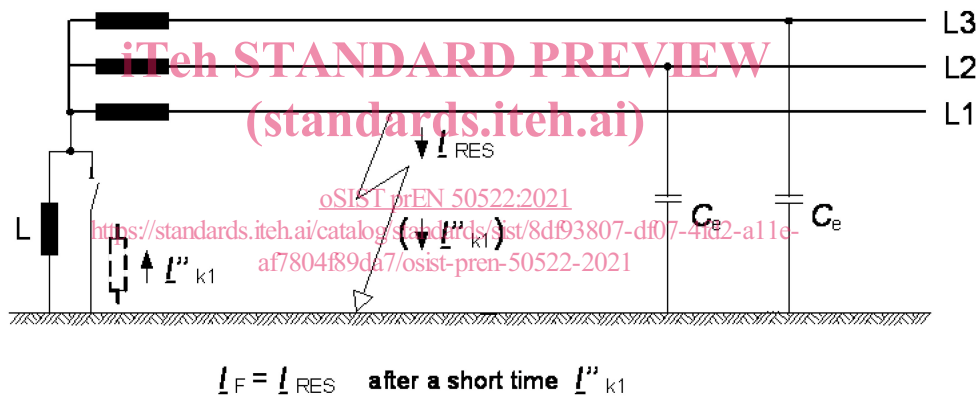 L3
iTeh STANDARD PREVIEW
L2
L1
(standards.iteh.ai)
I RES
oSIST prEN 50522:2021
L
https://standards.iteh.ai/catalog/standards/sist/8df93807-df07-4fd2-a11e-
(I" k1)
Ce
Ce
af7804f89da7/osist-pren-50522-2021
I" k1
I F = I RES after a short time I" k1